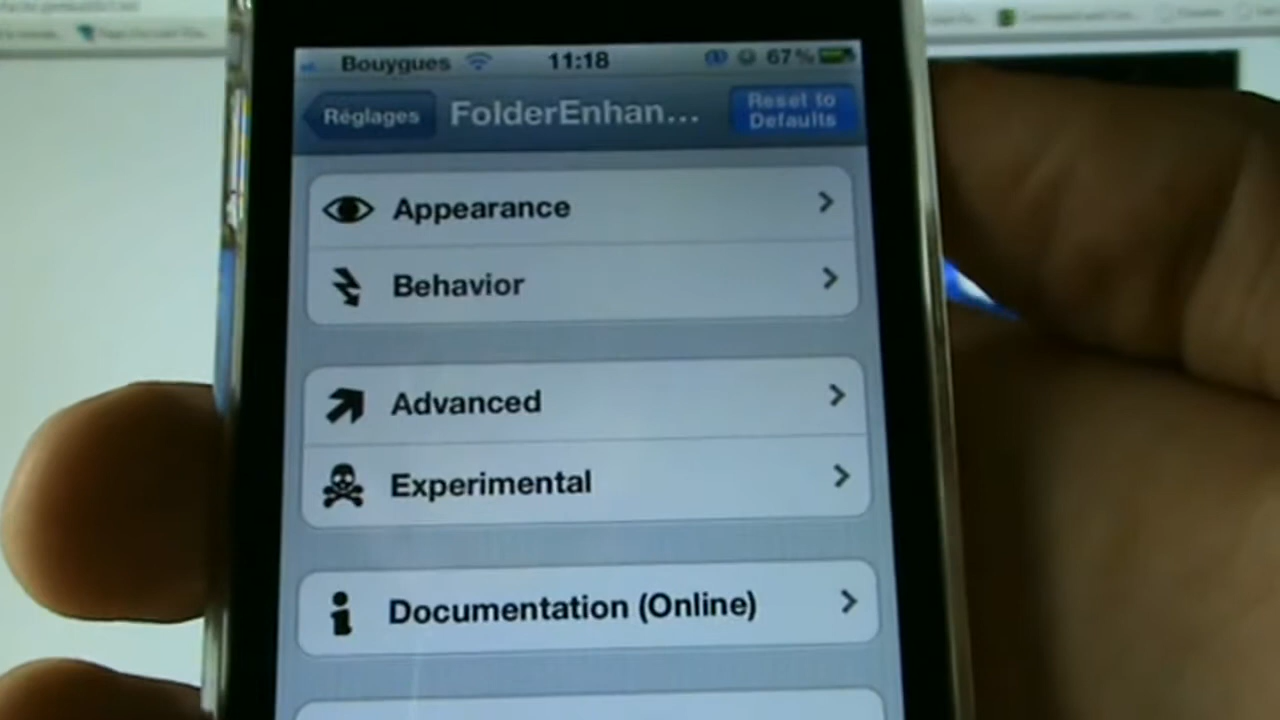 Bouygues 11:18 67%
Réglages FolderEnhan... Reset to
Defaults
Appearance
Behavior
Advanced
Experimental
Documentation (Online)